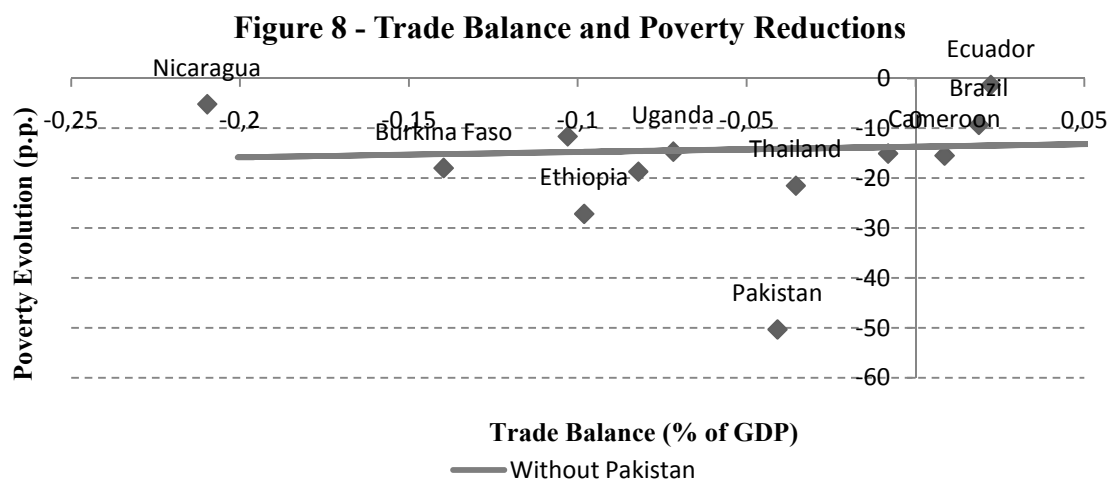 Figure 8 - Trade Balance and Poverty Reductions
Ecuador
Nicaragua
0
Brazil
-0,25
-0,2
-0,15
-0,1
-0,05
0
0,05
Uganda
Cameroon
Burkina Faso
-10
Thailand
Ethiopia
-20
-30
-40
Pakistan
-50
-60
Poverty Evolution (p.p.)
Trade Balance (% of GDP)
Without Pakistan